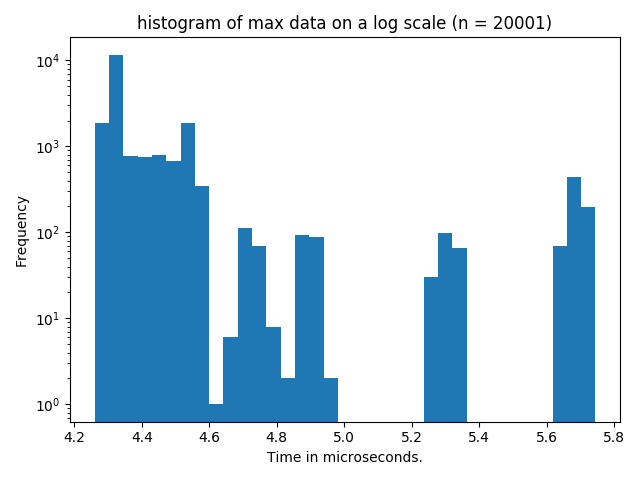 histogram of max data on a log scale (n = 20001)
10⁴
10³
10²
10¹
10⁰
Frequency
4.2 4.4 4.6 4.8 5.0 5.2 5.4 5.6 5.8
Time in microseconds.